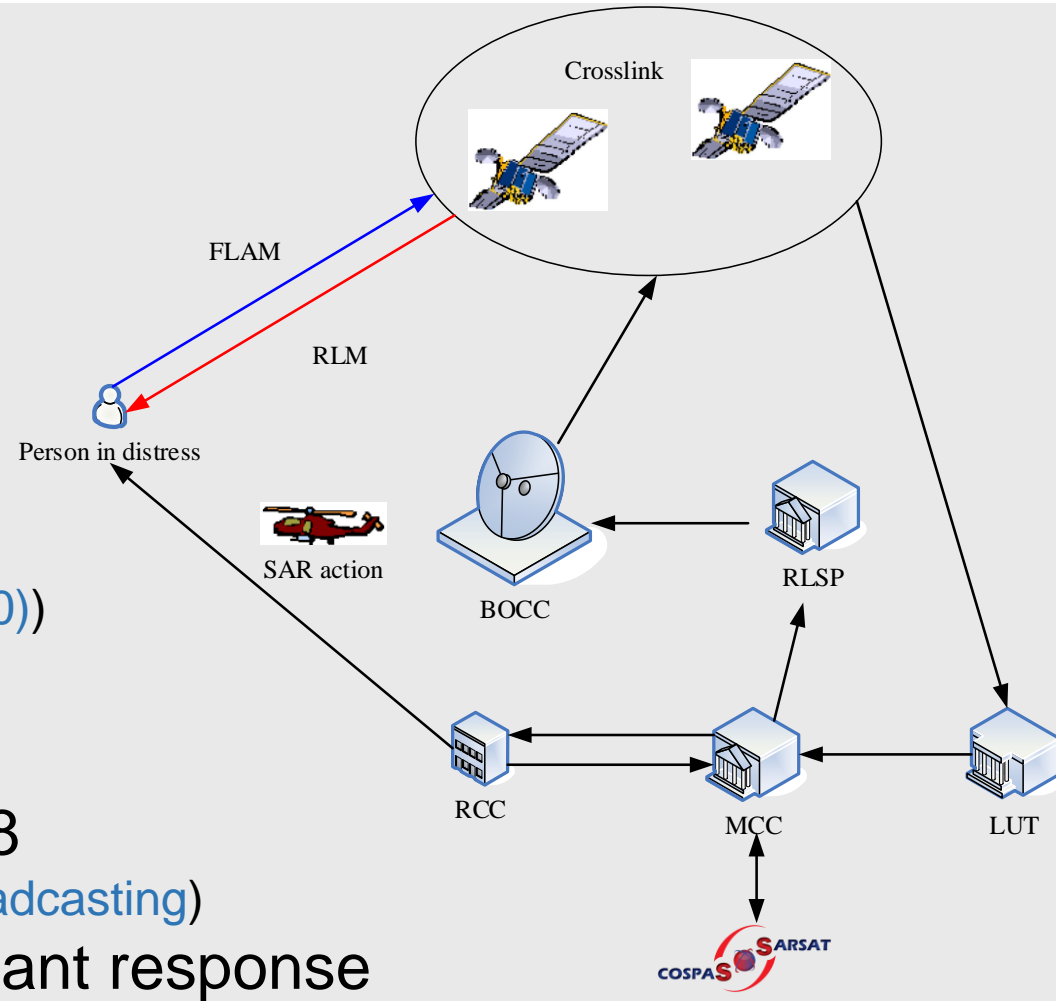 Crosslink
FLAM
RLM
Person in distress
SAR action
BOCC
RLSP
0))
RCC
MCC
LUT
3
adcasting)
ant response
COSPAS SARSAT